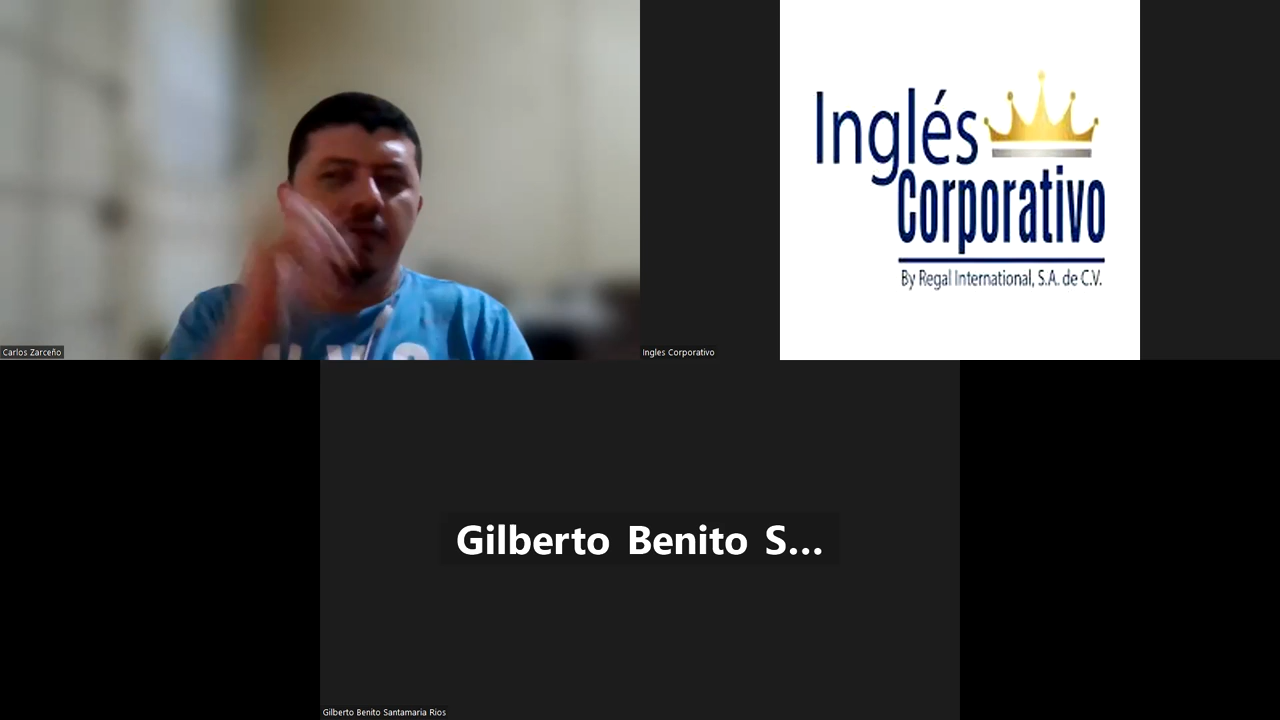 Carlos Zarceño
Inglés
Corporativo
By Regal International, S.A. de C.V.
Ingles Corporativo
Gilberto Benito S...
Gilberto Benito Santamaria Rios